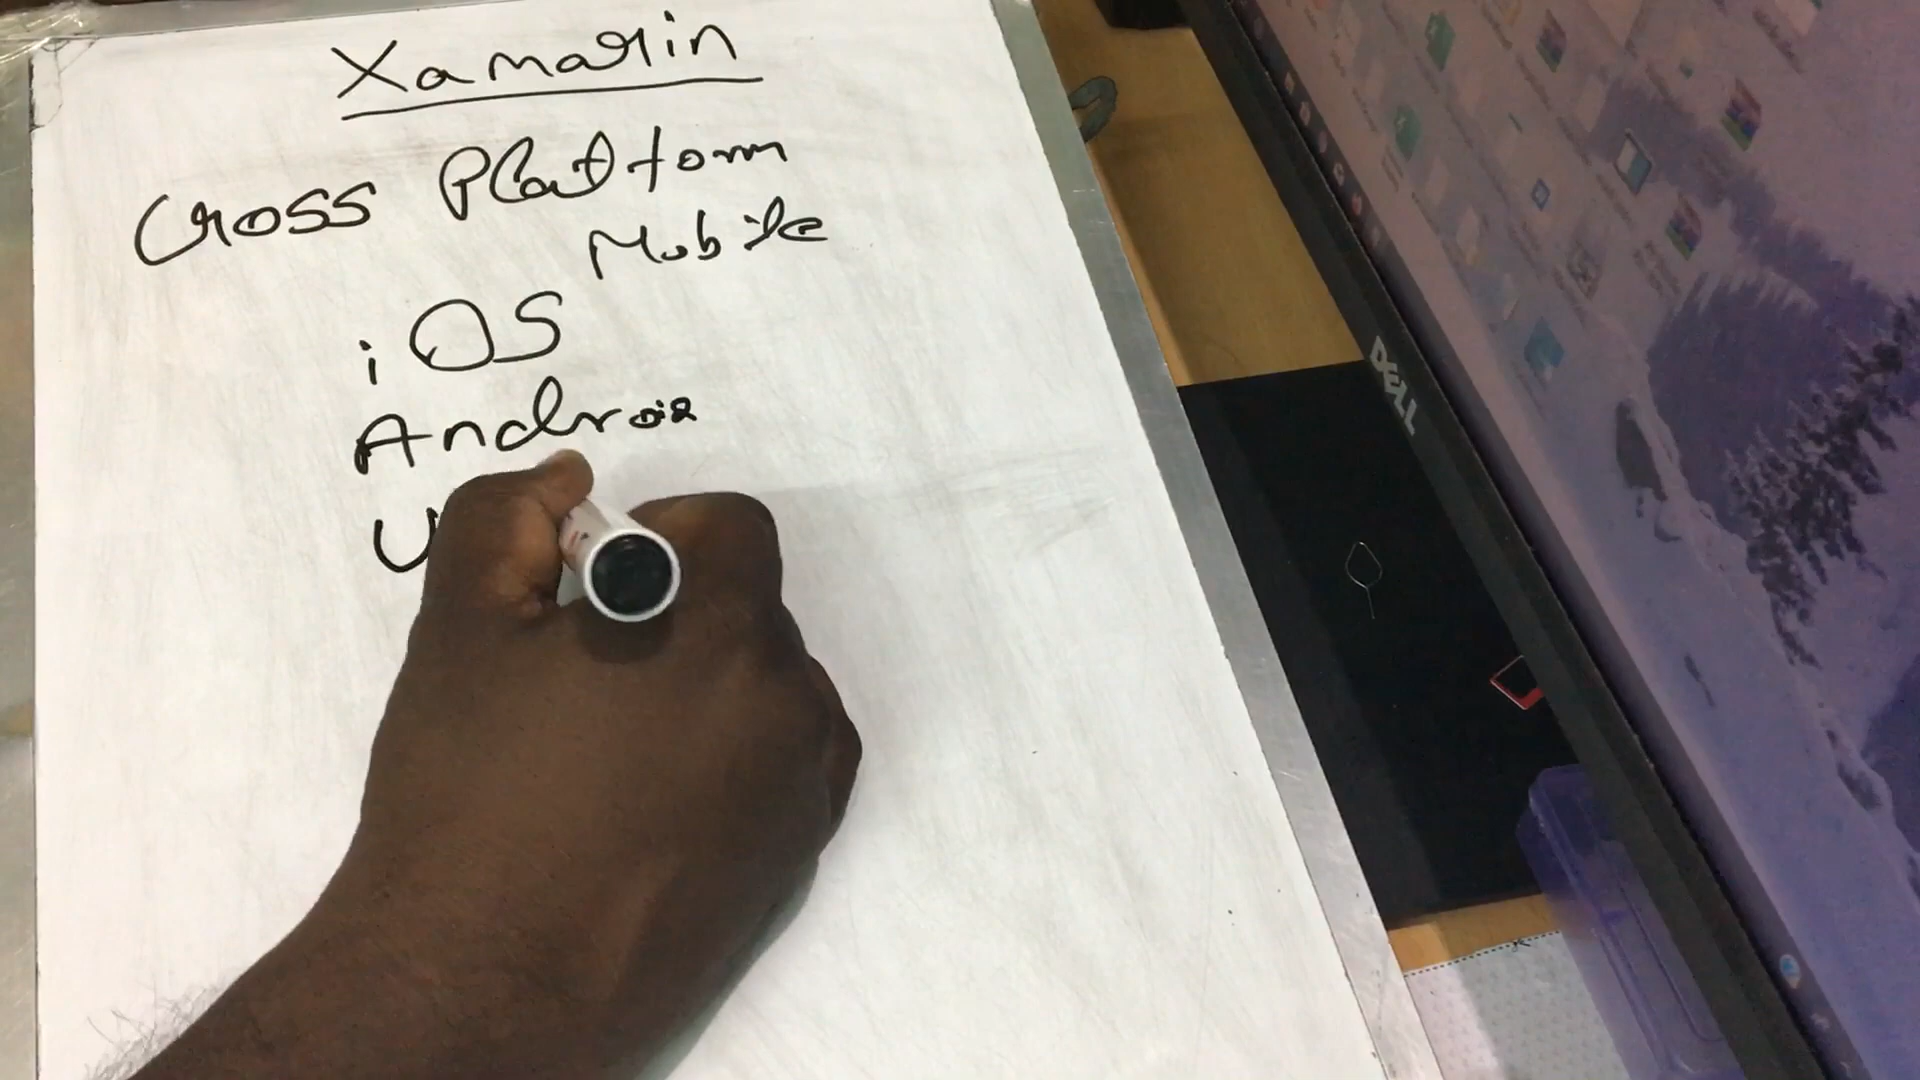 Xamarin
Cross Platform
Mobile
iOS
Android
U
DELL